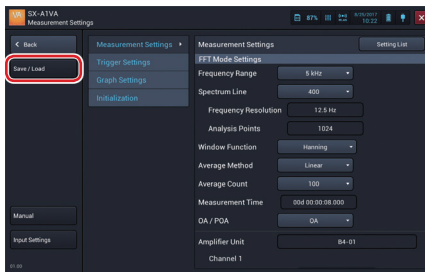 VA SX-A1VA
Measurement Settings
87%
8/25/2017
10:22
Back
Save / Load
Manual
Input Settings
Measurement Settings
Trigger Settings
Graph Settings
Initialization
Measurement Settings Setting List
FFT Mode Settings
Frequency Range 5 kHz
Spectrum Line 400
Frequency Resolution 12.5 Hz
Analysis Points 1024
Window Function Hanning
Average Method Linear
Average Count 100
Measurement Time 00d 00:00:08.000
OA / POA OA
Amplifier Unit B4-01
Channel 1